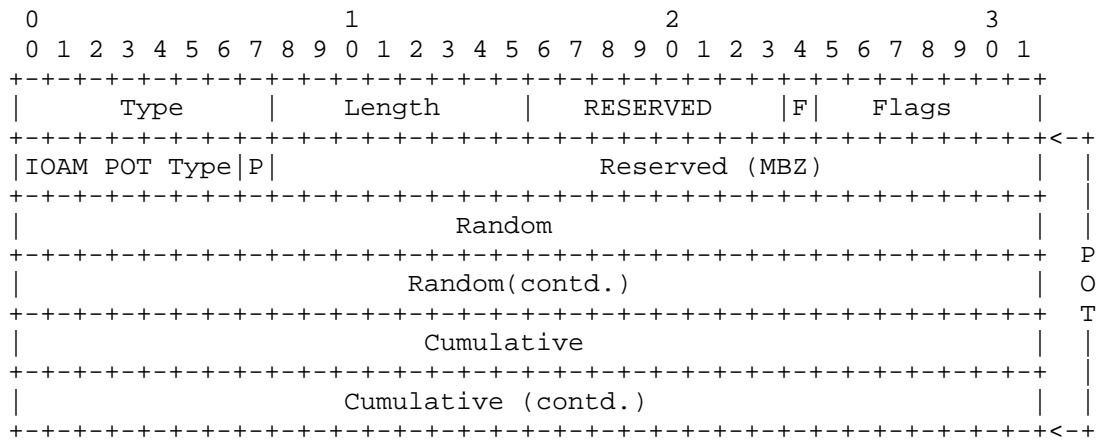 0                   1                   2                   3
 0 1 2 3 4 5 6 7 8 9 0 1 2 3 4 5 6 7 8 9 0 1 2 3 4 5 6 7 8 9 0 1
+-+-+-+-+-+-+-+-+-+-+-+-+-+-+-+-+-+-+-+-+-+-+-+-+-+-+-+-+-+-+-+-+
|      Type     |    Length     |   RESERVED    |F|   Flags     |
+-+-+-+-+-+-+-+-+-+-+-+-+-+-+-+-+-+-+-+-+-+-+-+-+-+-+-+-+-+-+-+-+<-+
|IOAM POT Type|P|                    Reserved (MBZ)             |  |
+-+-+-+-+-+-+-+-+-+-+-+-+-+-+-+-+-+-+-+-+-+-+-+-+-+-+-+-+-+-+-+-+  |
|                           Random                              |  |
+-+-+-+-+-+-+-+-+-+-+-+-+-+-+-+-+-+-+-+-+-+-+-+-+-+-+-+-+-+-+-+-+  P
|                        Random(contd.)                         |  O
+-+-+-+-+-+-+-+-+-+-+-+-+-+-+-+-+-+-+-+-+-+-+-+-+-+-+-+-+-+-+-+-+  T
|                         Cumulative                            |  |
+-+-+-+-+-+-+-+-+-+-+-+-+-+-+-+-+-+-+-+-+-+-+-+-+-+-+-+-+-+-+-+-+  |
|                    Cumulative (contd.)                        |  |
+-+-+-+-+-+-+-+-+-+-+-+-+-+-+-+-+-+-+-+-+-+-+-+-+-+-+-+-+-+-+-+-+<-+